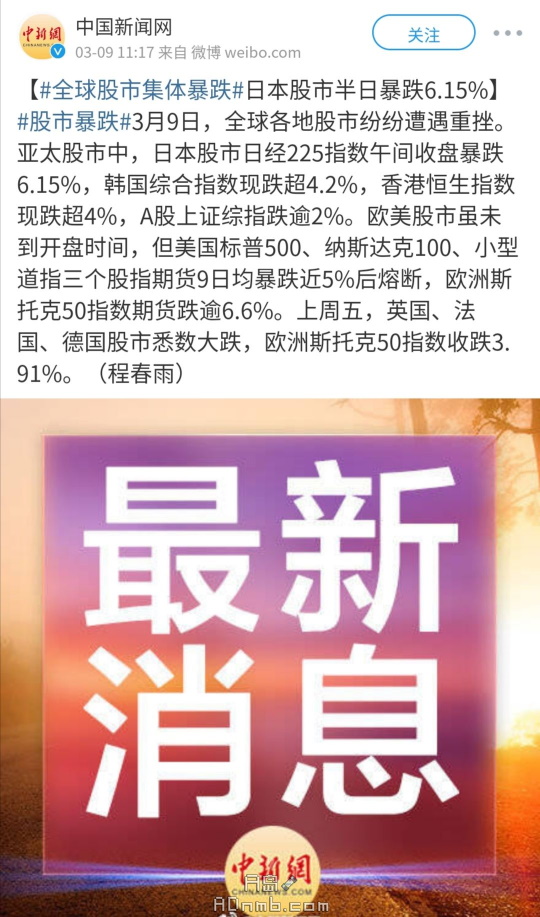 中新網
CHINANEWS.COM
中国新闻网
关注
03-09 11:17 来自 微博 weibo.com
【#全球股市集体暴跌#日本股市半日暴跌6.15%】
#股市暴跌#3月9日，全球各地股市纷纷遭遇重挫。
亚太股市中，日本股市日经225指数午间收盘暴跌
6.15%，韩国综合指数现跌超4.2%，香港恒生指数
现跌超4%，A股上证综指跌逾2%。欧美股市虽未
到开盘时间，但美国标普500、纳斯达克100、小型
道指三个股指期货9日均暴跌近5%后熔断，欧洲斯
托克50指数期货跌逾6.6%。上周五，英国、法
国、德国股市悉数大跌，欧洲斯托克50指数收跌3.
91%。（程春雨）
最新
消息
中新網
CHINANEWS.COM
ADnmb.com